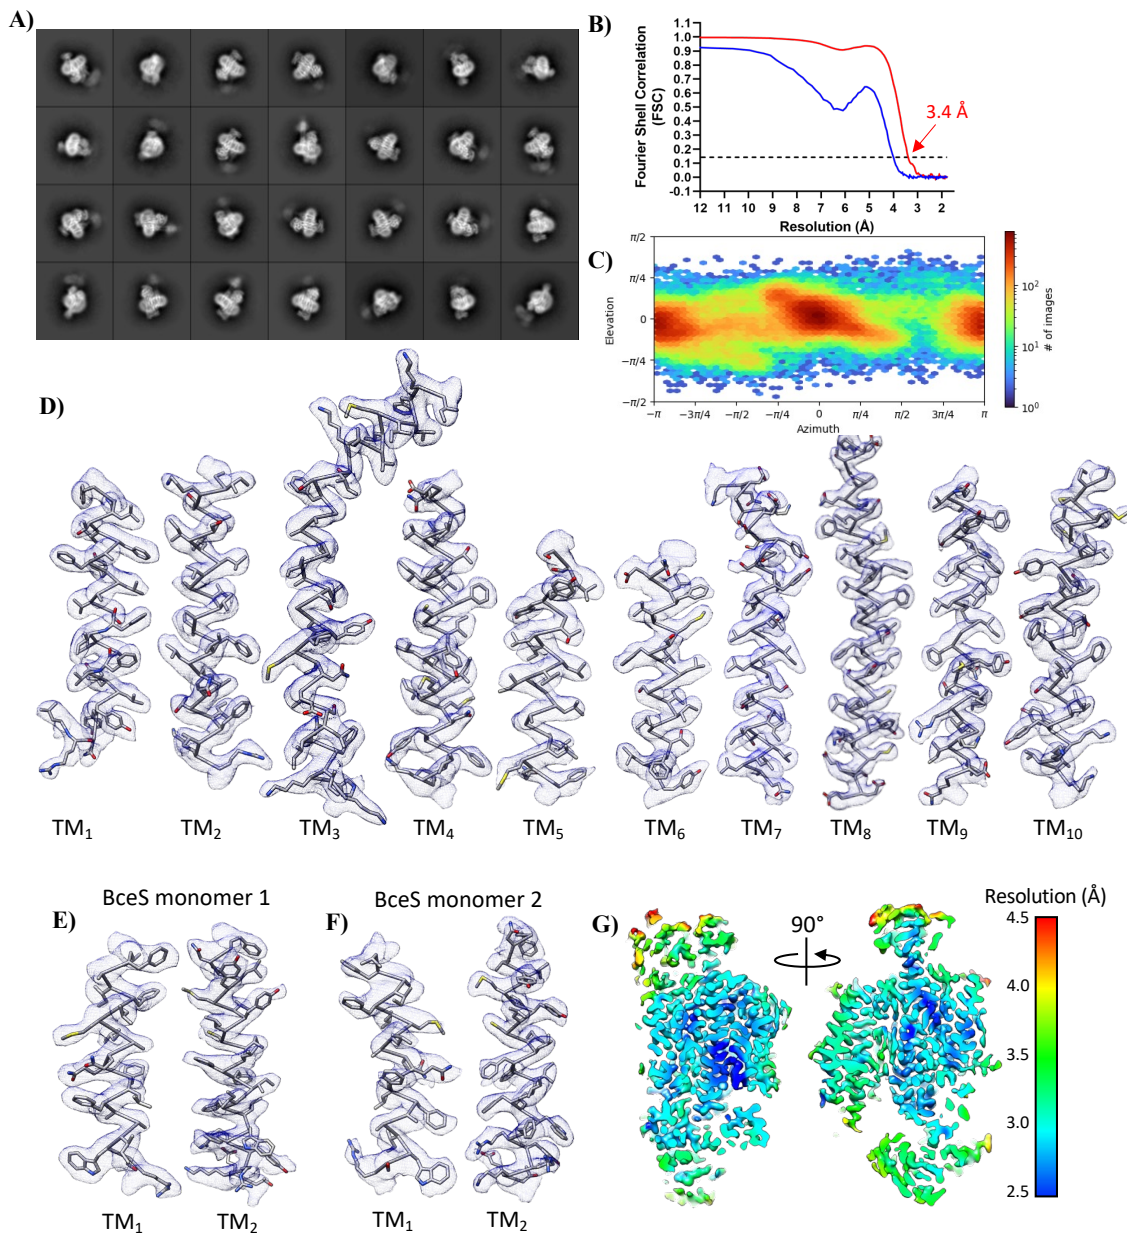 A)
B)
1.1
1.0
0.9
0.8
0.7
0.6
0.5
0.4
0.3
0.2
0.1
0.0
-0.1
Fourier Shell Correlation
(FSC)
3.4 Å
12 11 10 9 8 7 6 5 4 3 2
Resolution (Å)
C)
π/2
π/4
0
−π/4
−π/2
Elevation
−π −3π/4 −π/2 −π/4 0 π/4 π/2 3π/4 π
Azimuth
10²
10¹
10⁰
# of images
D)
TM₁ TM₂ TM₃ TM₄ TM₅ TM₆ TM₇ TM₈ TM₉ TM₁₀
E)
BceS monomer 1
TM₁ TM₂
F)
BceS monomer 2
TM₁ TM₂
G)
90°
Resolution (Å)
4.5
4.0
3.5
3.0
2.5